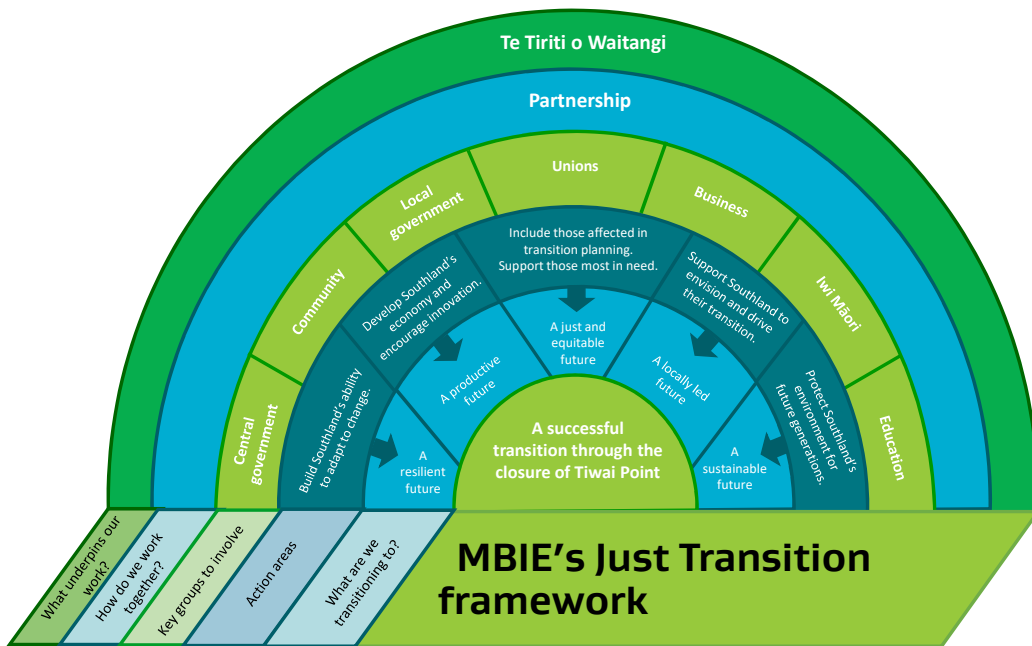 Te Tiriti o Waitangi
Partnership
Central
government
Community
Local
government
Unions
Business
Iwi Māori
Education
Build Southland's ability
to adapt to change.
Develop Southland's
economy and
encourage innovation.
Include those affected in
transition planning.
Support those most in need.
Support Southland to
envision and drive
their transition.
Protect Southland's
environment for
future generations.
A
resilient
future
A productive
future
A just and
equitable
future
A locally led
future
A
sustainable
future
A successful
transition through the
closure of Tiwai Point
What underpins our
work?
How do we work
together?
Key groups to involve
Action areas
What are we
transitioning to?
MBIE's Just Transition
framework